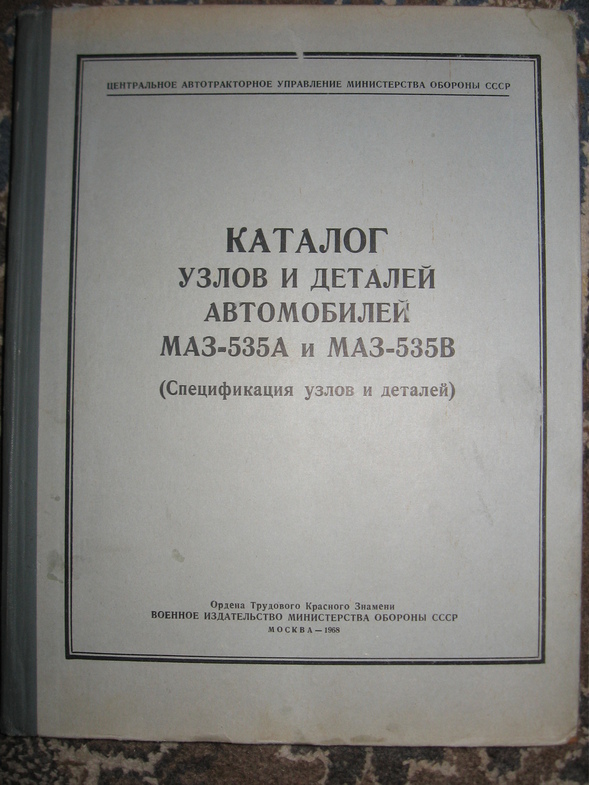 ЦЕНТРАЛЬНОЕ АВТОТРАКТОРНОЕ УПРАВЛЕНИЕ МИНИСТЕРСТВА ОБОРОНЫ СССР
КАТАЛОГ
УЗЛОВ И ДЕТАЛЕЙ
АВТОМОБИЛЕЙ
МАЗ-535А и МАЗ-535В
(Спецификация узлов и деталей)
Ордена Трудового Красного Знамени
ВОЕННОЕ ИЗДАТЕЛЬСТВО МИНИСТЕРСТВА ОБОРОНЫ СССР
МОСКВА — 1968